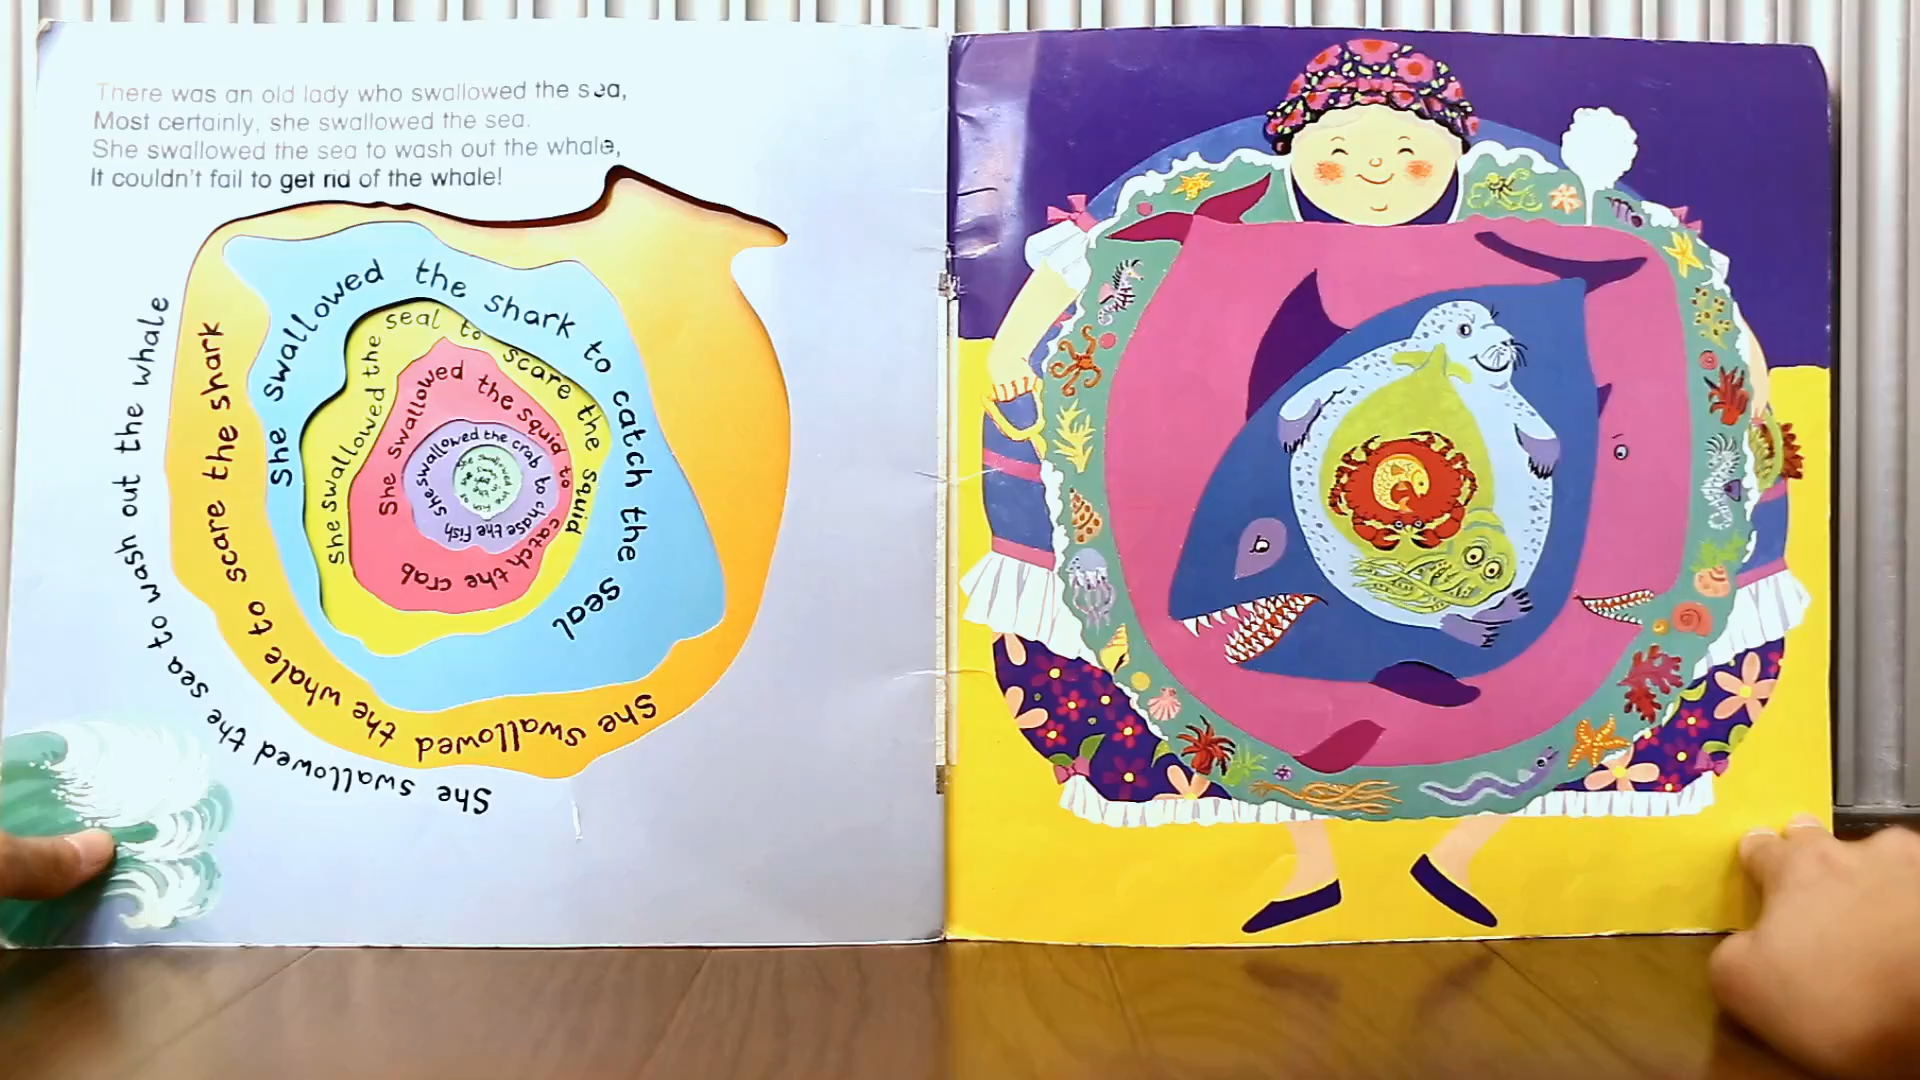 There was an old lady who swallowed the sea,
Most certainly, she swallowed the sea.
She swallowed the sea to wash out the whale,
It couldn't fail to get rid of the whale!
She swallowed the sea to wash out the whale
She swallowed the whale to scare the shark
She swallowed the shark to catch the seal
She swallowed the seal to scare the squid
She swallowed the squid to catch the crab
She swallowed the crab to chase the fish
She swallowed the